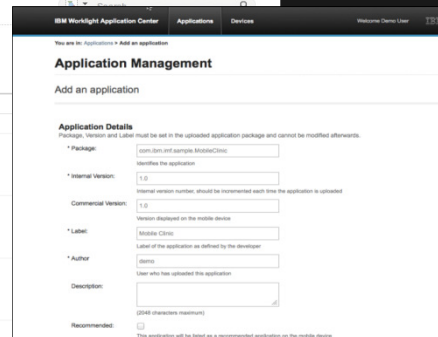 Search
IBM Worklight Application Center Applications Devices Welcome Demo User IBM
You are in: Applications > Add an application
Application Management
Add an application
Application Details
Package, Version and Label must be set in the uploaded application package and cannot be modified afterwards.
* Package: com.ibm.imf.sample.MobileClinic
Identifies the application
* Internal Version: 1.0
Internal version number, should be incremented each time the application is uploaded
Commercial Version: 1.0
Version displayed on the mobile device
* Label: Mobile Clinic
Label of the application as defined by the developer
* Author demo
User who has uploaded this application
Description:
(2048 characters maximum)
Recommended:
This application will be listed as a recommended application on the mobile device